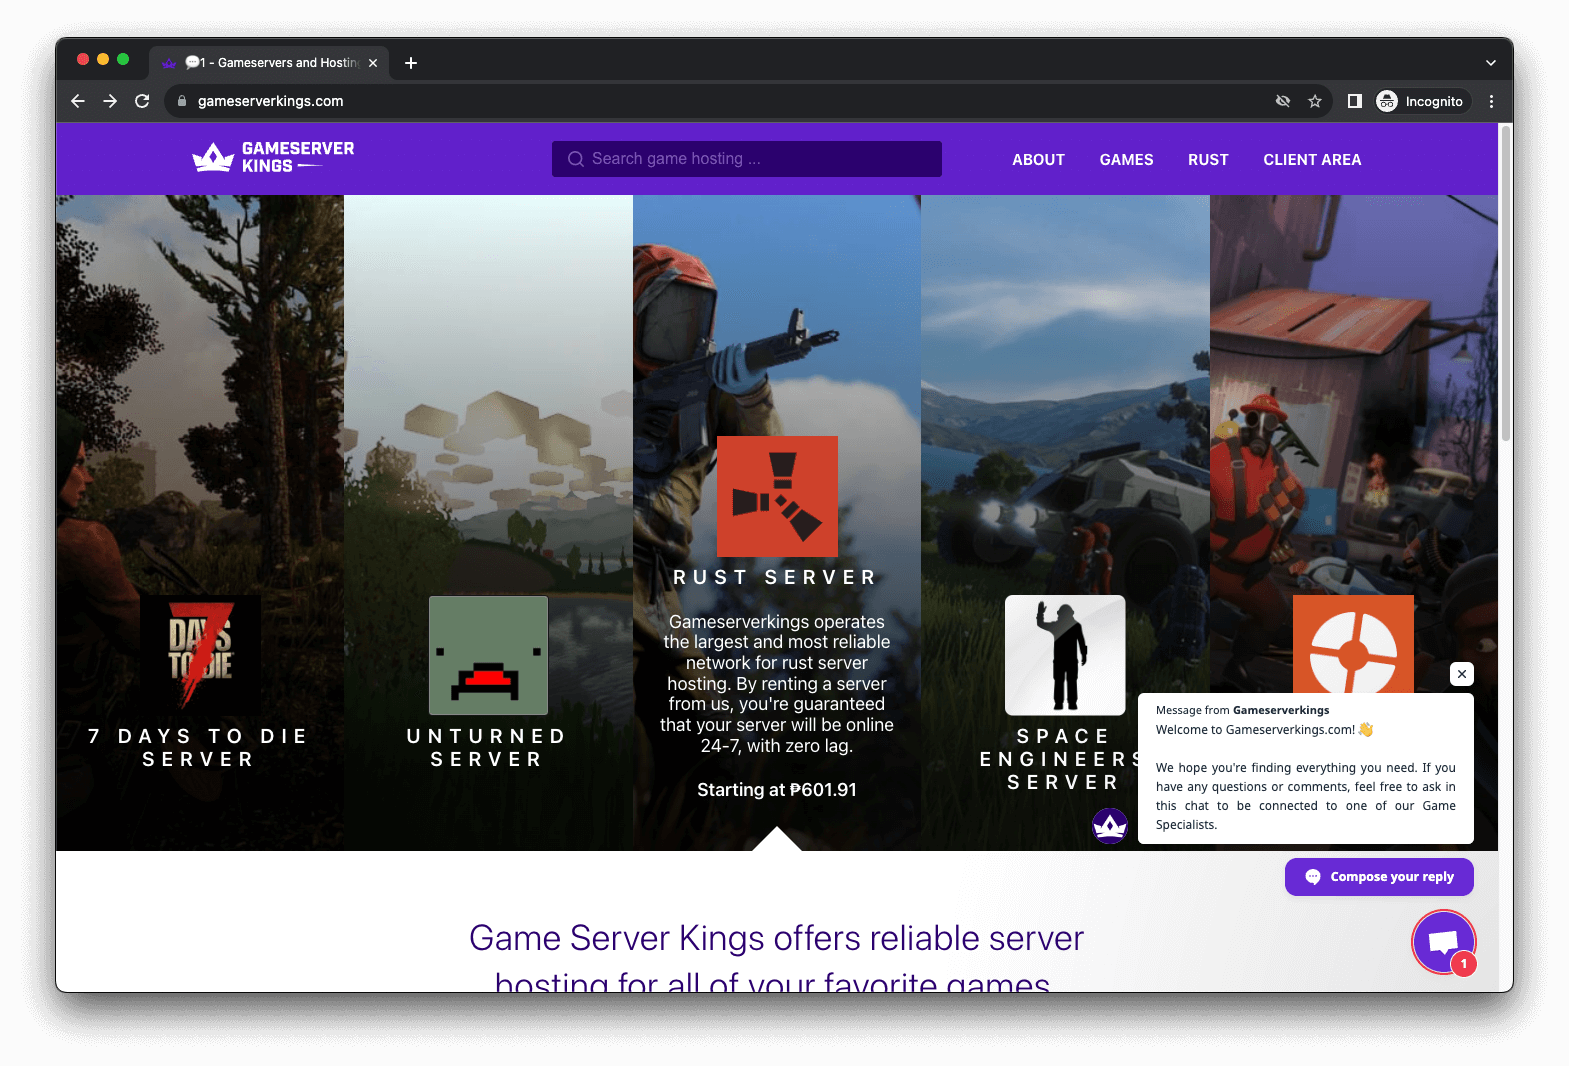 💬1 - Gameservers and Hosting
gameserverkings.com
Incognito
GAMESERVER
KINGS
Search game hosting ...
ABOUT
GAMES
RUST
CLIENT AREA
7
DAYS
TO DIE
7 DAYS TO DIE
SERVER
UNTURNED
SERVER
RUST SERVER
Gameserverkings operates
the largest and most reliable
network for rust server
hosting. By renting a server
from us, you're guaranteed
that your server will be online
24-7, with zero lag.
Starting at ₱601.91
SPACE
ENGINEERS
SERVER
Message from Gameserverkings
Welcome to Gameserverkings.com! 👋
We hope you're finding everything you need. If you
have any questions or comments, feel free to ask in
this chat to be connected to one of our Game
Specialists.
Compose your reply
1
Game Server Kings offers reliable server
hosting for all of your favorite games